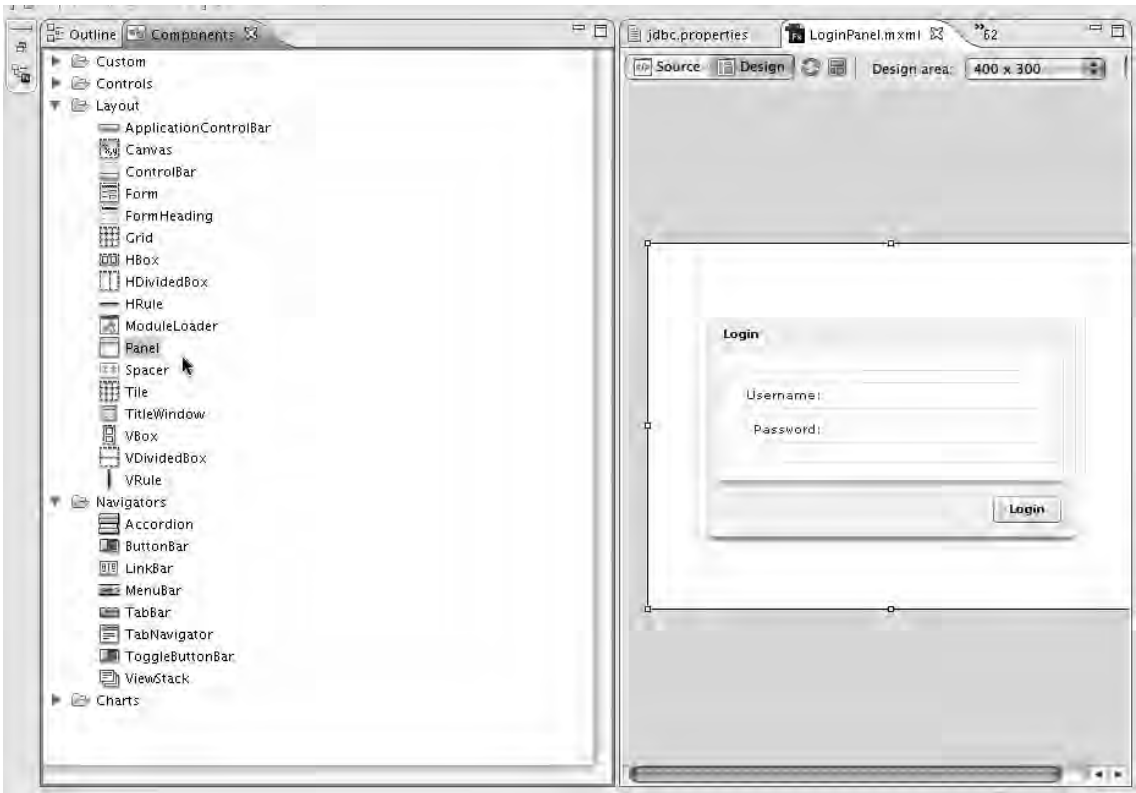 Outline Components
Custom
Controls
Layout
ApplicationControlBar
Canvas
ControlBar
Form
FormHeading
Grid
HBox
HDividedBox
HRule
ModuleLoader
Panel
Spacer
Tile
TitleWindow
VBox
VDividedBox
VRule
Navigators
Accordion
ButtonBar
LinkBar
MenuBar
TabBar
TabNavigator
ToggleButtonBar
ViewStack
Charts
jdbc.properties LoginPanel.mxml »62
Source Design Design area: 400 x 300
Login
Username:
Password:
Login